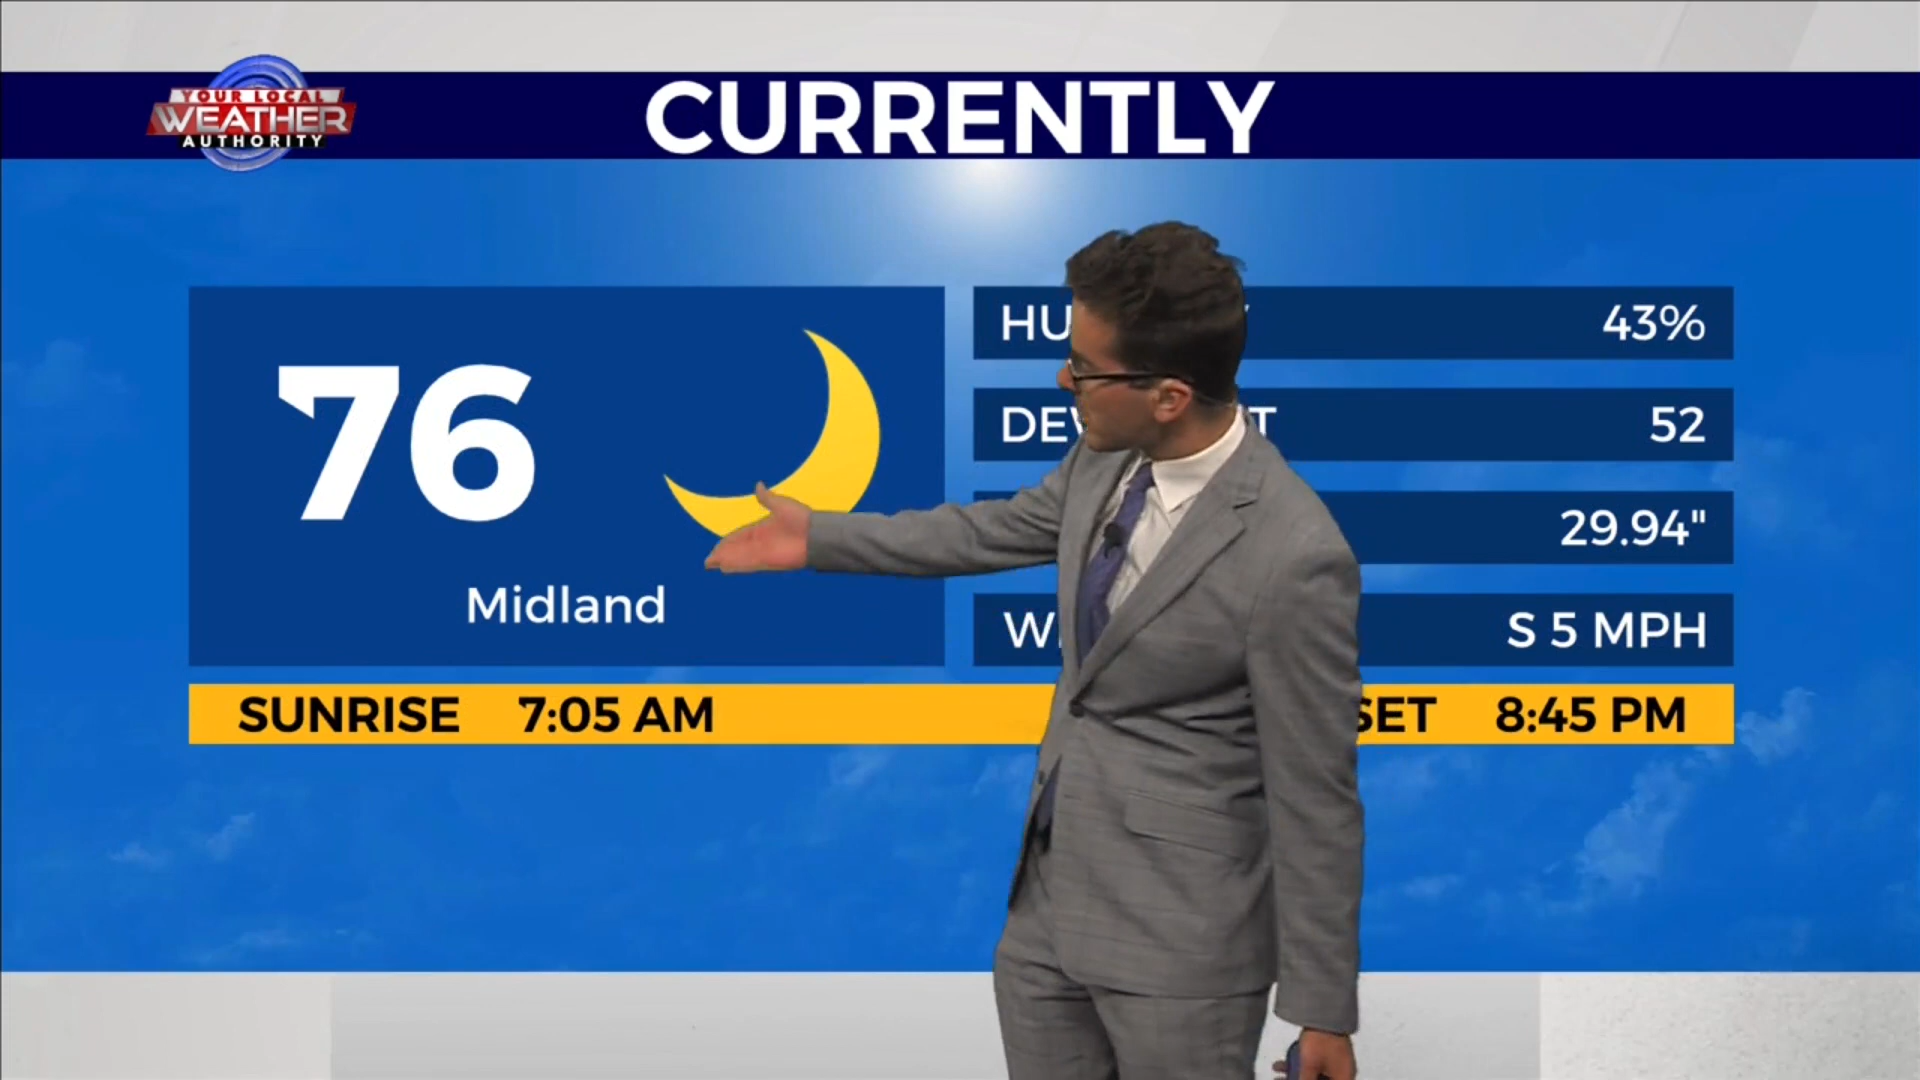 YOUR LOCAL
WEATHER
AUTHORITY
CURRENTLY
76
Midland
43%
52
29.94"
S 5 MPH
SUNRISE 7:05 AM
8:45 PM